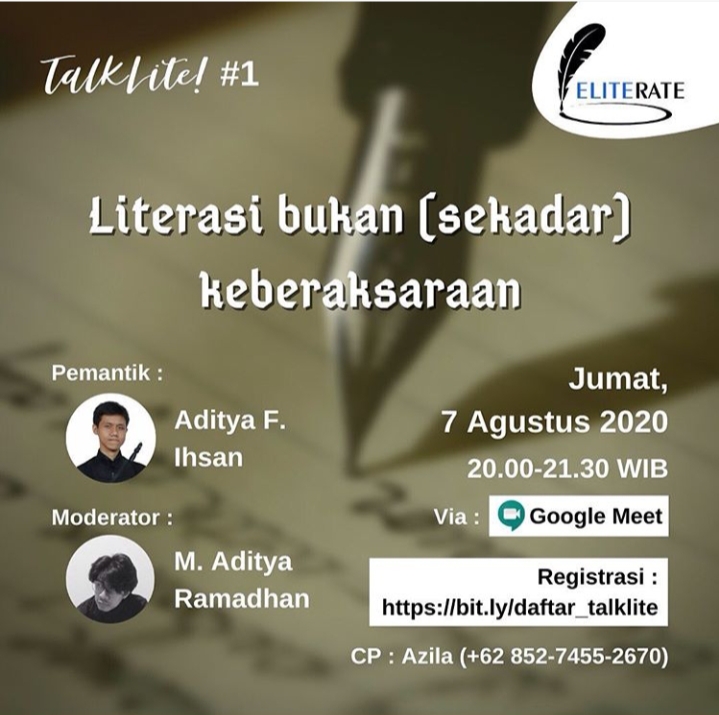 TalkLite! #1
ELITERATE
Literasi bukan (sekadar)
keberaksaraan
Pemantik :
Aditya F.
Ihsan
Moderator :
M. Aditya
Ramadhan
Jumat,
7 Agustus 2020
20.00-21.30 WIB
Via : Google Meet
Registrasi :
https://bit.ly/daftar_talklite
CP : Azila (+62 852-7455-2670)